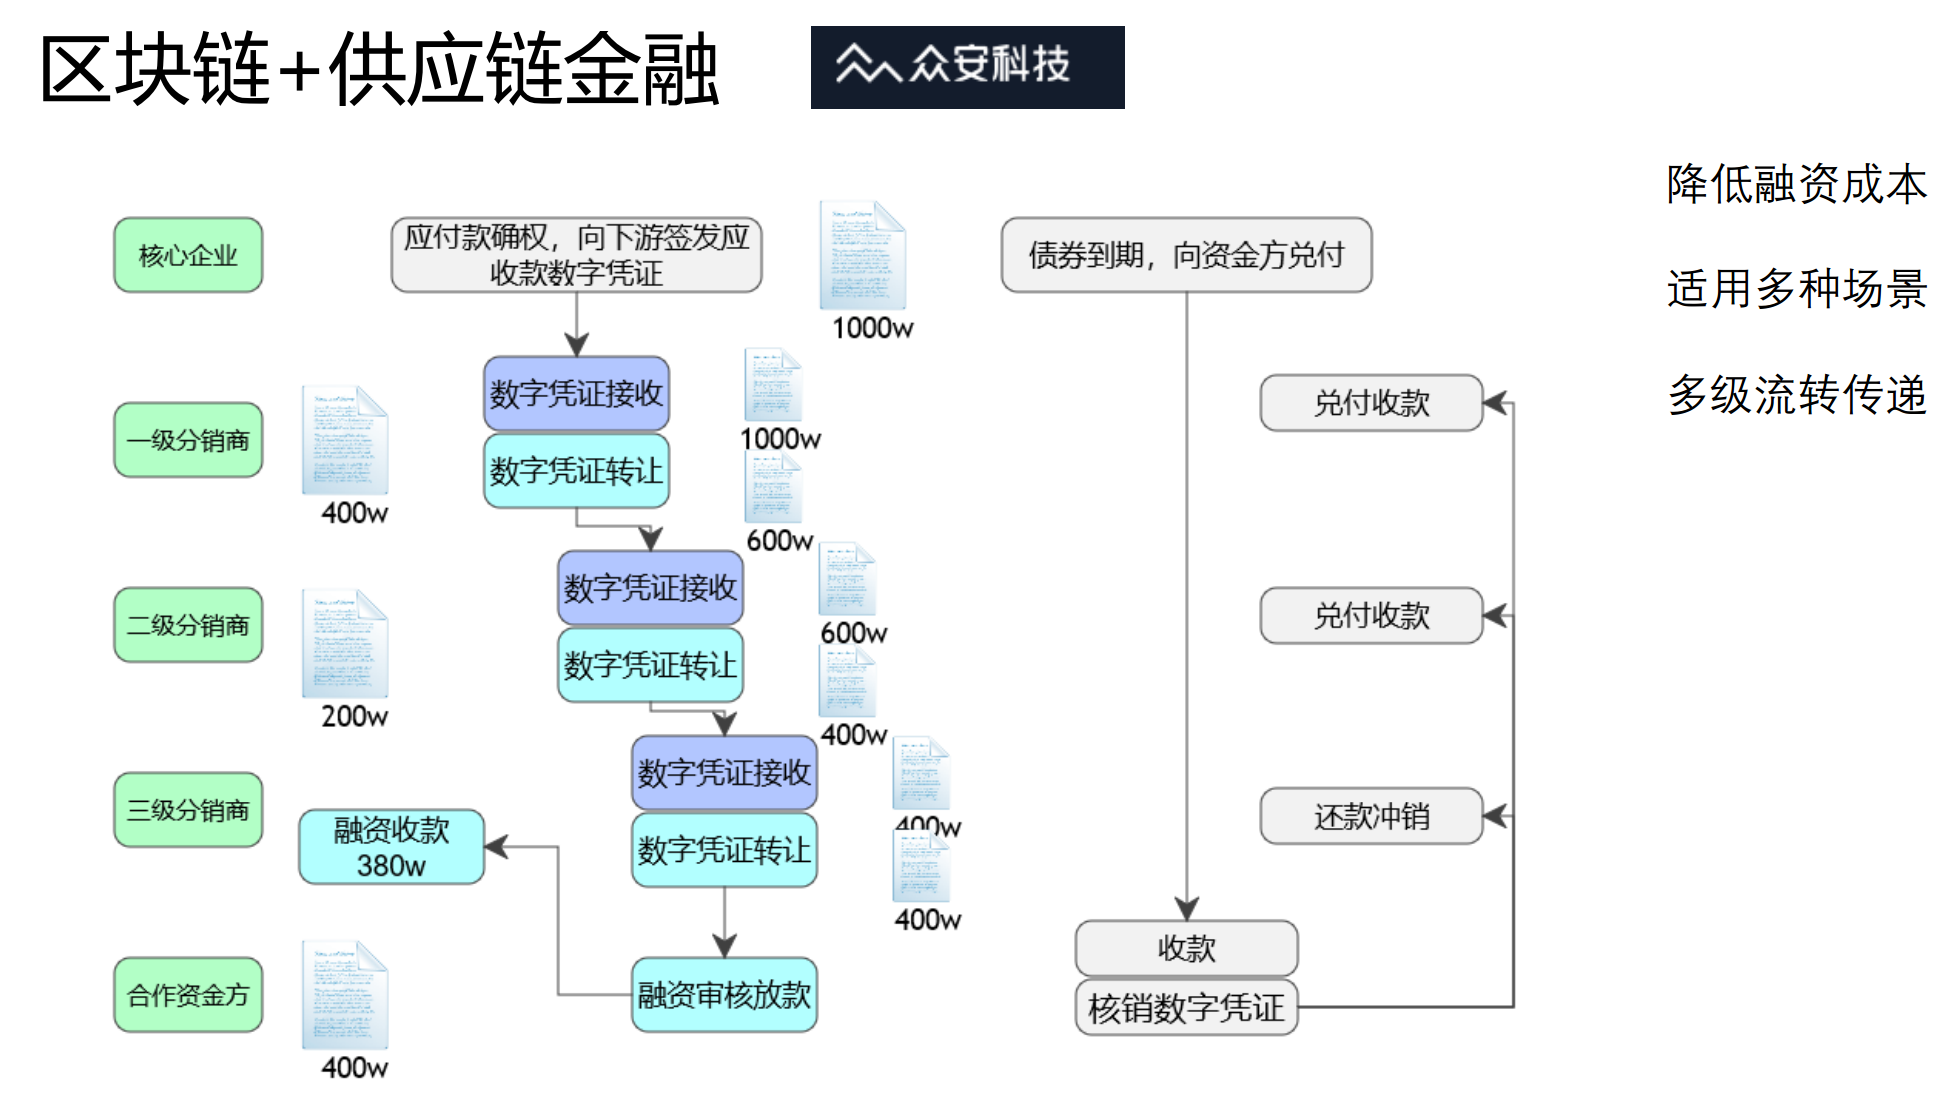 区块链+供应链金融
众安科技
降低融资成本
适用多种场景
多级流转传递
核心企业
应付款确权，向下游签发应
收款数字凭证
1000w
债券到期，向资金方兑付
一级分销商
400w
数字凭证接收
1000w
数字凭证转让
600w
兑付收款
二级分销商
200w
数字凭证接收
600w
数字凭证转让
400w
兑付收款
三级分销商
融资收款
380w
数字凭证接收
400w
数字凭证转让
400w
还款冲销
合作资金方
400w
融资审核放款
收款
核销数字凭证